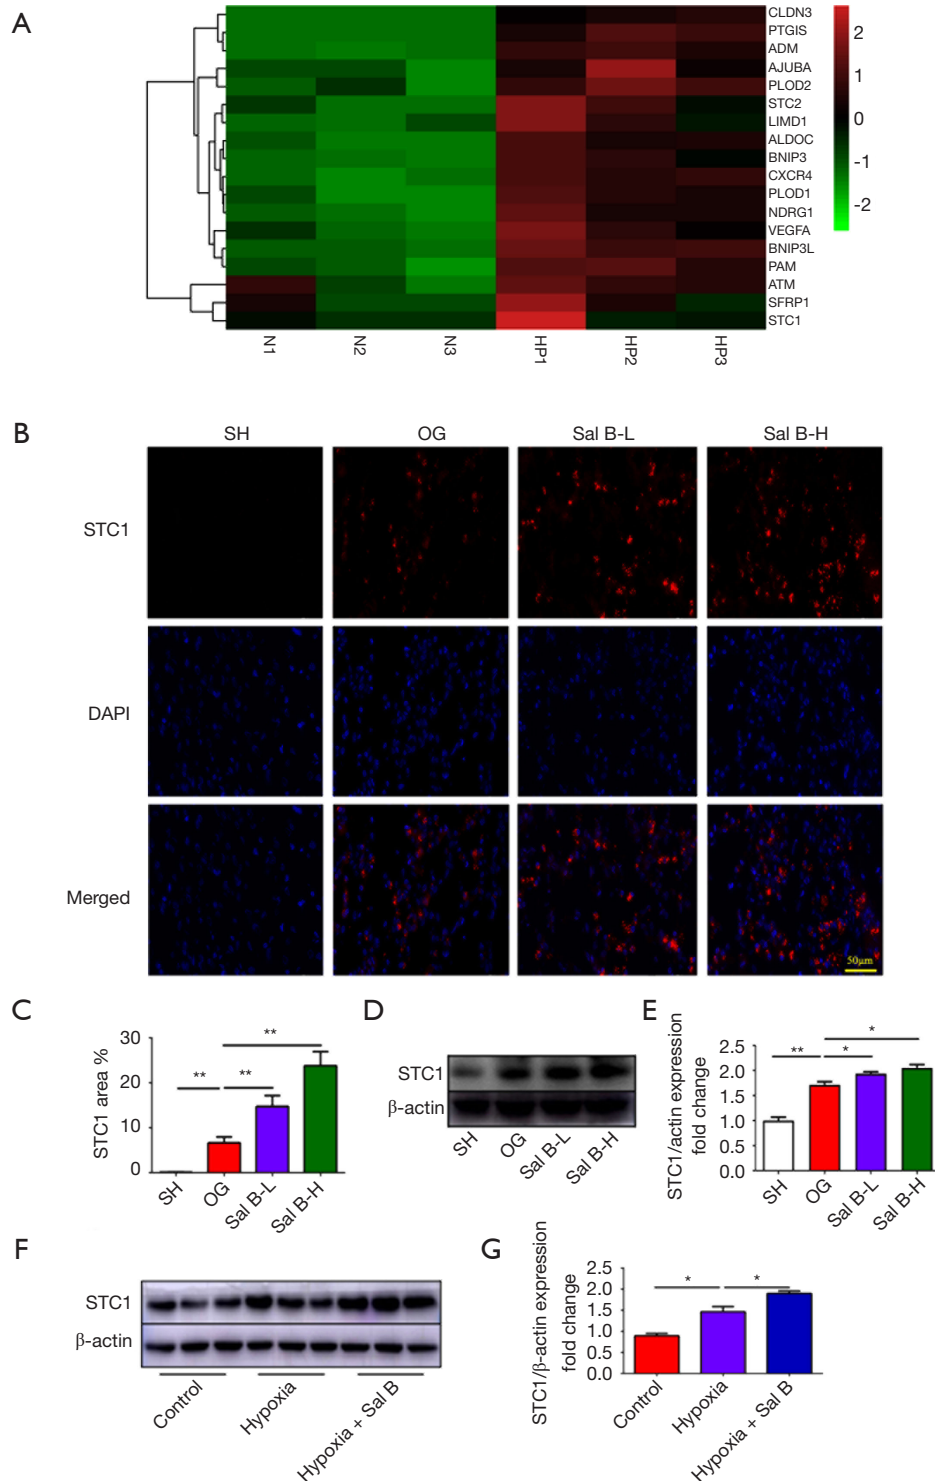 A
CLDN3
PTGIS
ADM
AJUBA
PLOD2
STC2
LIMD1
ALDOC
BNIP3
CXCR4
PLOD1
NDRG1
VEGFA
BNIP3L
PAM
ATM
SFRP1
STC1
2
1
0
-1
-2
N1 N2 N3 HP1 HP2 HP3
B
SH OG Sal B-L Sal B-H
STC1
DAPI
Merged
50μm
C
STC1 area %
30
20
10
0
** ** **
SH OG Sal B-L Sal B-H
D
STC1
β-actin
SH OG Sal B-L Sal B-H
E
STC1/actin expression
fold change
2.5
2.0
1.5
1.0
0.5
0.0
** * *
SH OG Sal B-L Sal B-H
F
STC1
β-actin
Control Hypoxia Hypoxia + Sal B
G
STC1/β-actin expression
fold change
2.5
2.0
1.5
1.0
0.5
0.0
* *
Control Hypoxia Hypoxia + Sal B